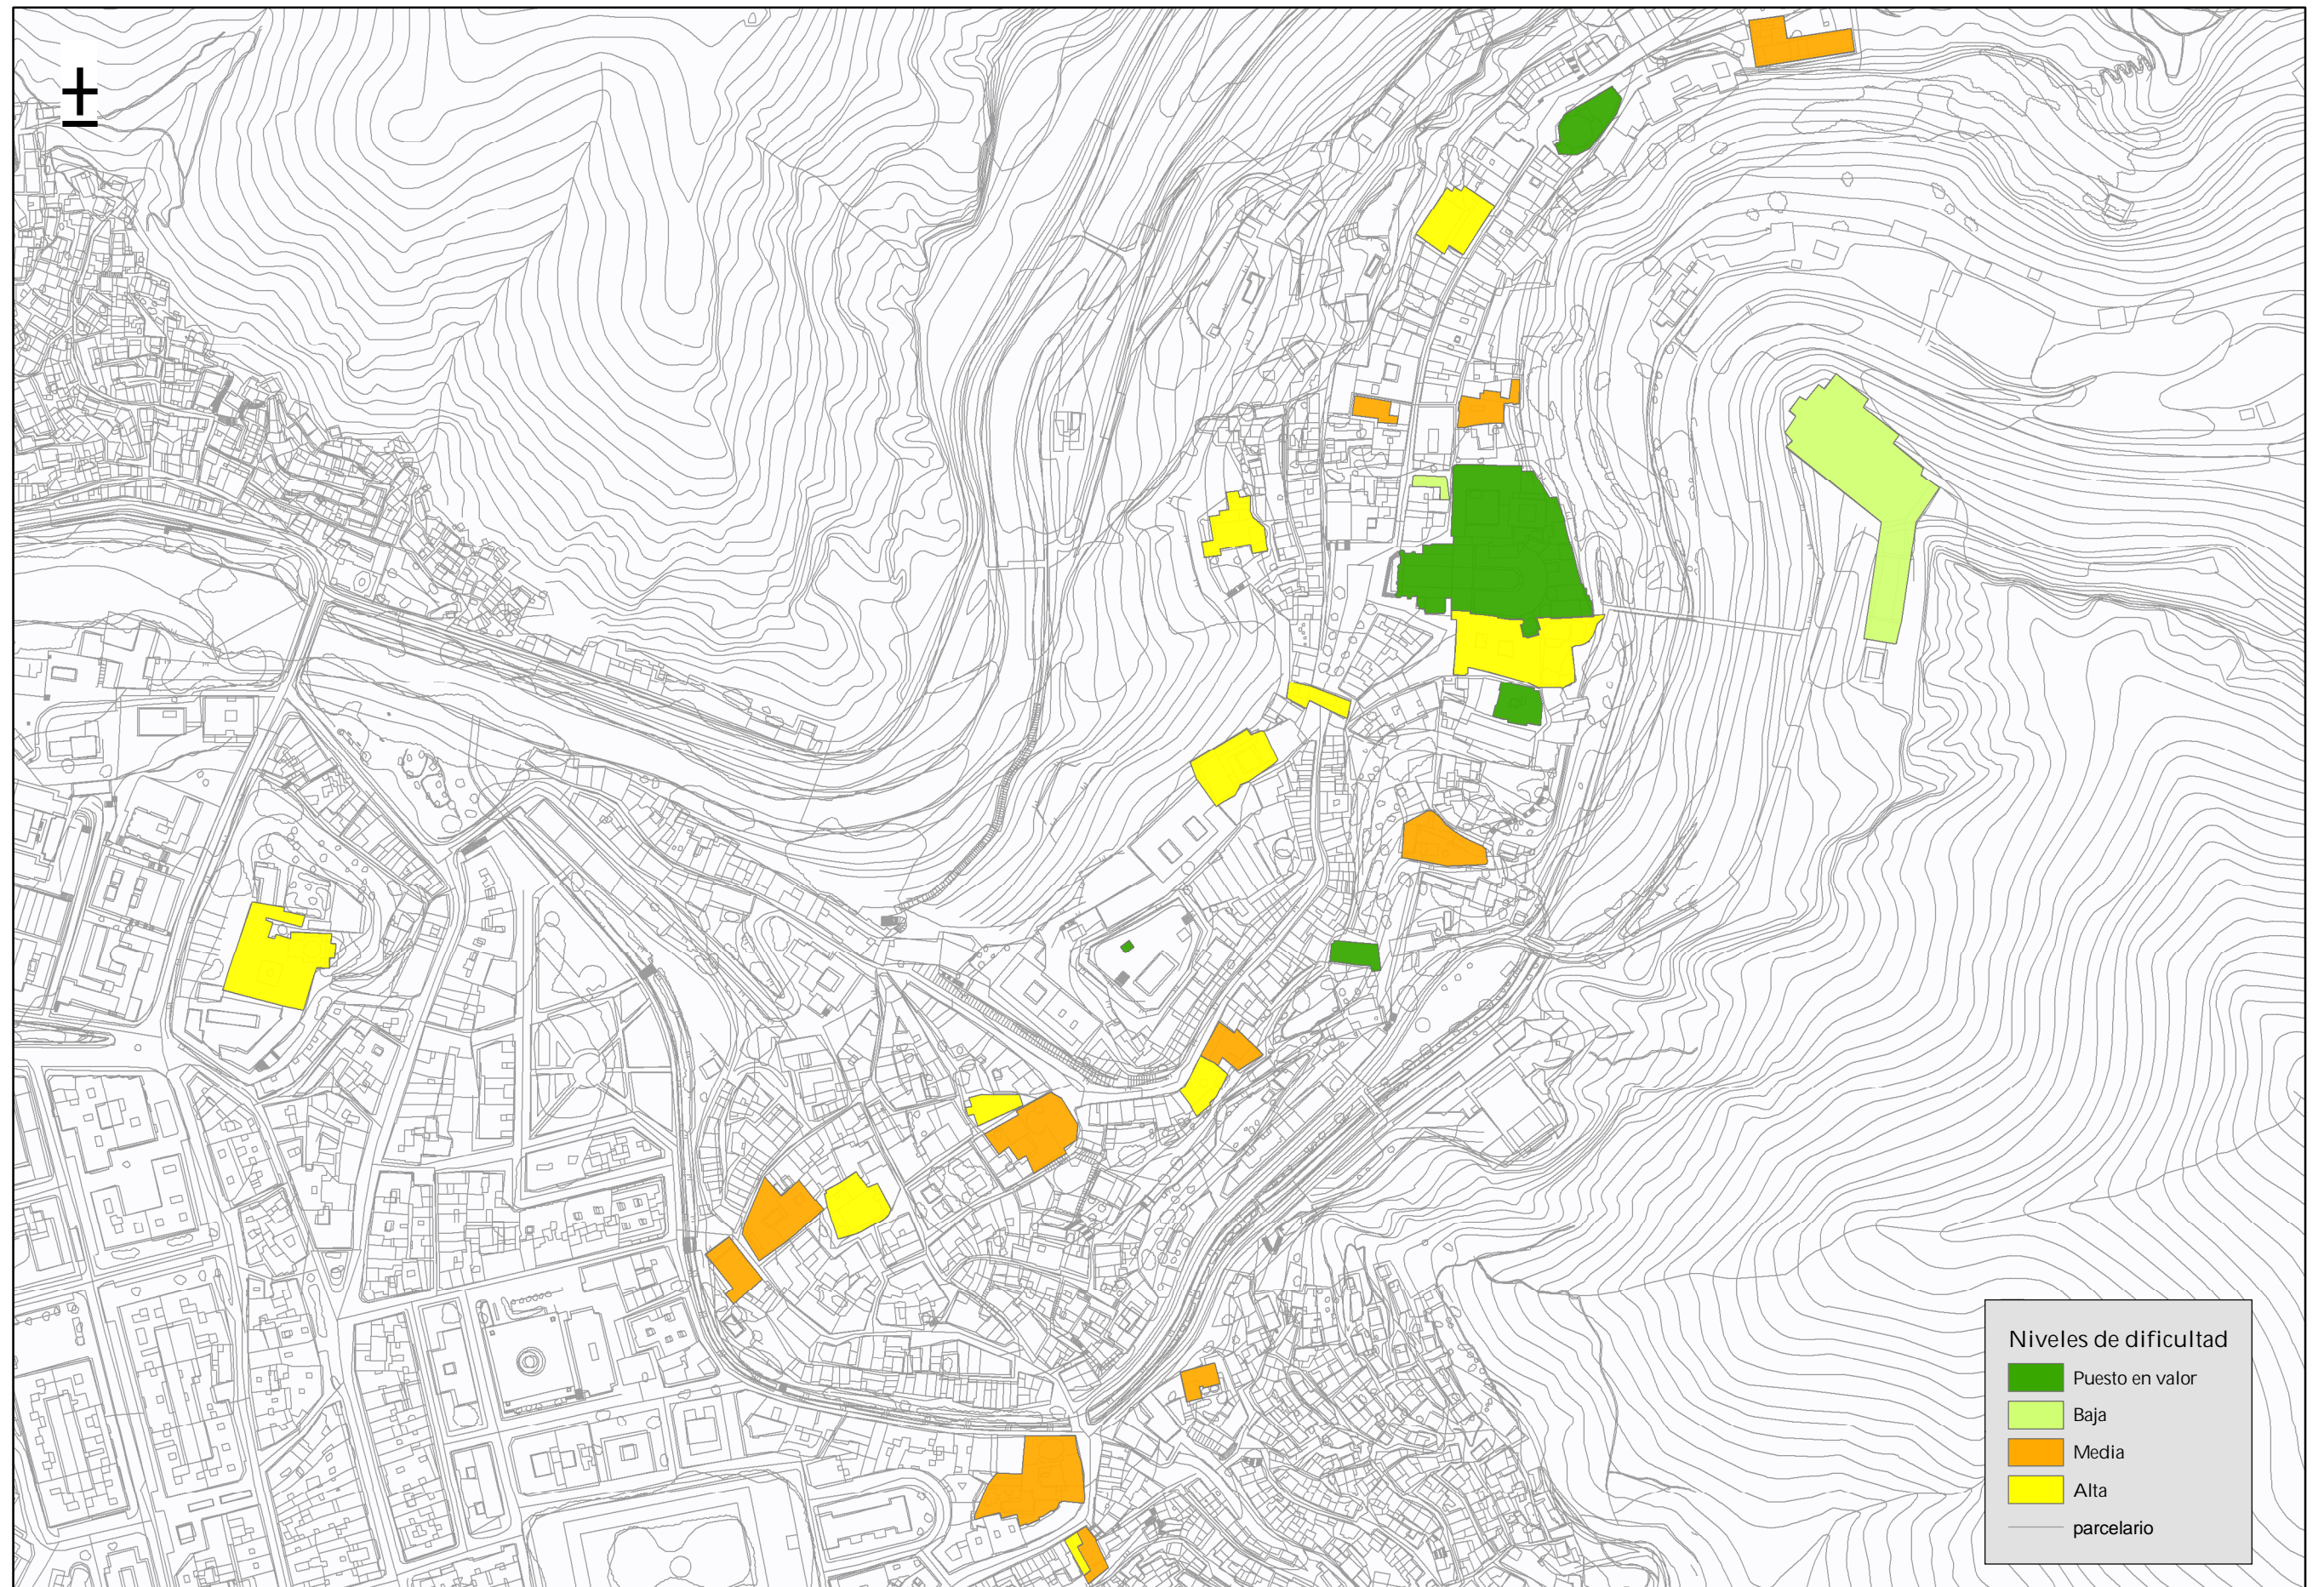 Niveles de dificultad
Puesto en valor
Baja
Media
Alta
parcelario